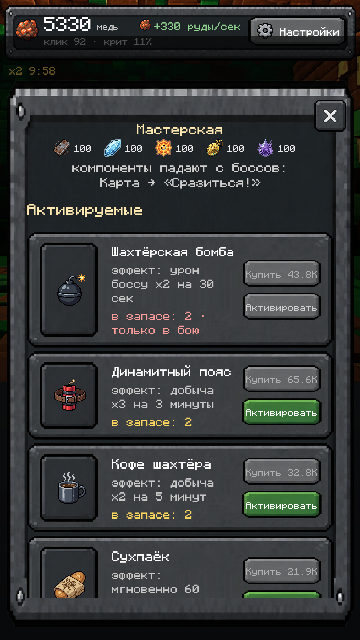 5330 медь +330 руды/сек Настройки
клик 92 · крит 11%
x2 9:58
Мастерская
100 100 100 100 100
компоненты падают с боссов:
Карта → «Сразиться!»
Активируемые
Шахтёрская бомба
эффект: урон
боссу x2 на 30
сек
в запасе: 2 ·
только в бою
Купить 43.8K
Активировать
Динамитный пояс
эффект: добыча
x3 на 3 минуты
в запасе: 2
Купить 65.6K
Активировать
Кофе шахтёра
эффект: добыча
x2 на 5 минут
в запасе: 2
Купить 32.8K
Активировать
Сухпаёк
эффект:
мгновенно 60
Купить 21.9K